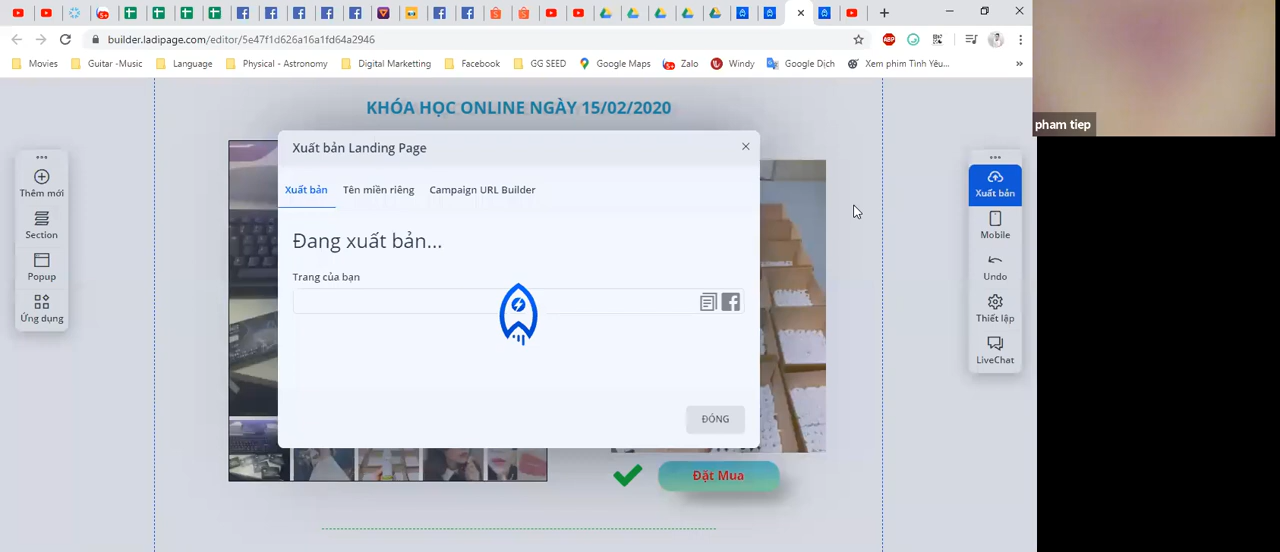 builder.ladipage.com/editor/5e47f1d626a16a1fd64a2946
ABP
Movies
Guitar -Music
Language
Physical - Astronomy
Digital Marketting
Facebook
GG SEED
Google Maps
Zalo
Windy
Google Dịch
Xem phim Tình Yêu...
»
pham tiep
KHÓA HỌC ONLINE NGÀY 15/02/2020
Xuất bản Landing Page
Xuất bản
Tên miền riêng
Campaign URL Builder
Đang xuất bản...
Trang của bạn
ĐÓNG
Thêm mới
Section
Popup
Ứng dụng
Xuất bản
Mobile
Undo
Thiết lập
LiveChat
Đặt Mua